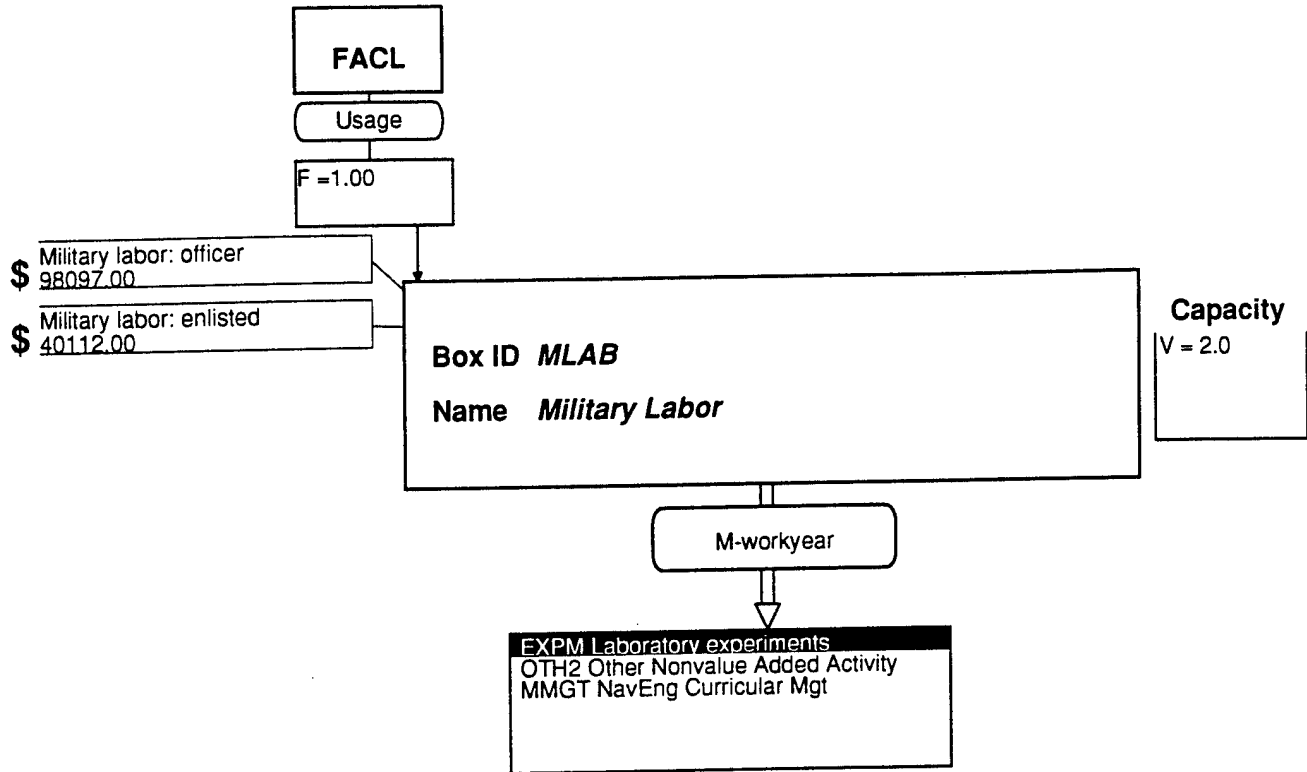 FACL
Usage
F =1.00
$ Military labor: officer
98097.00
$ Military labor: enlisted
40112.00
Box ID MLAB
Name Military Labor
Capacity
V = 2.0
M-workyear
EXPM Laboratory experiments
OTH2 Other Nonvalue Added Activity
MMGT NavEng Curricular Mgt